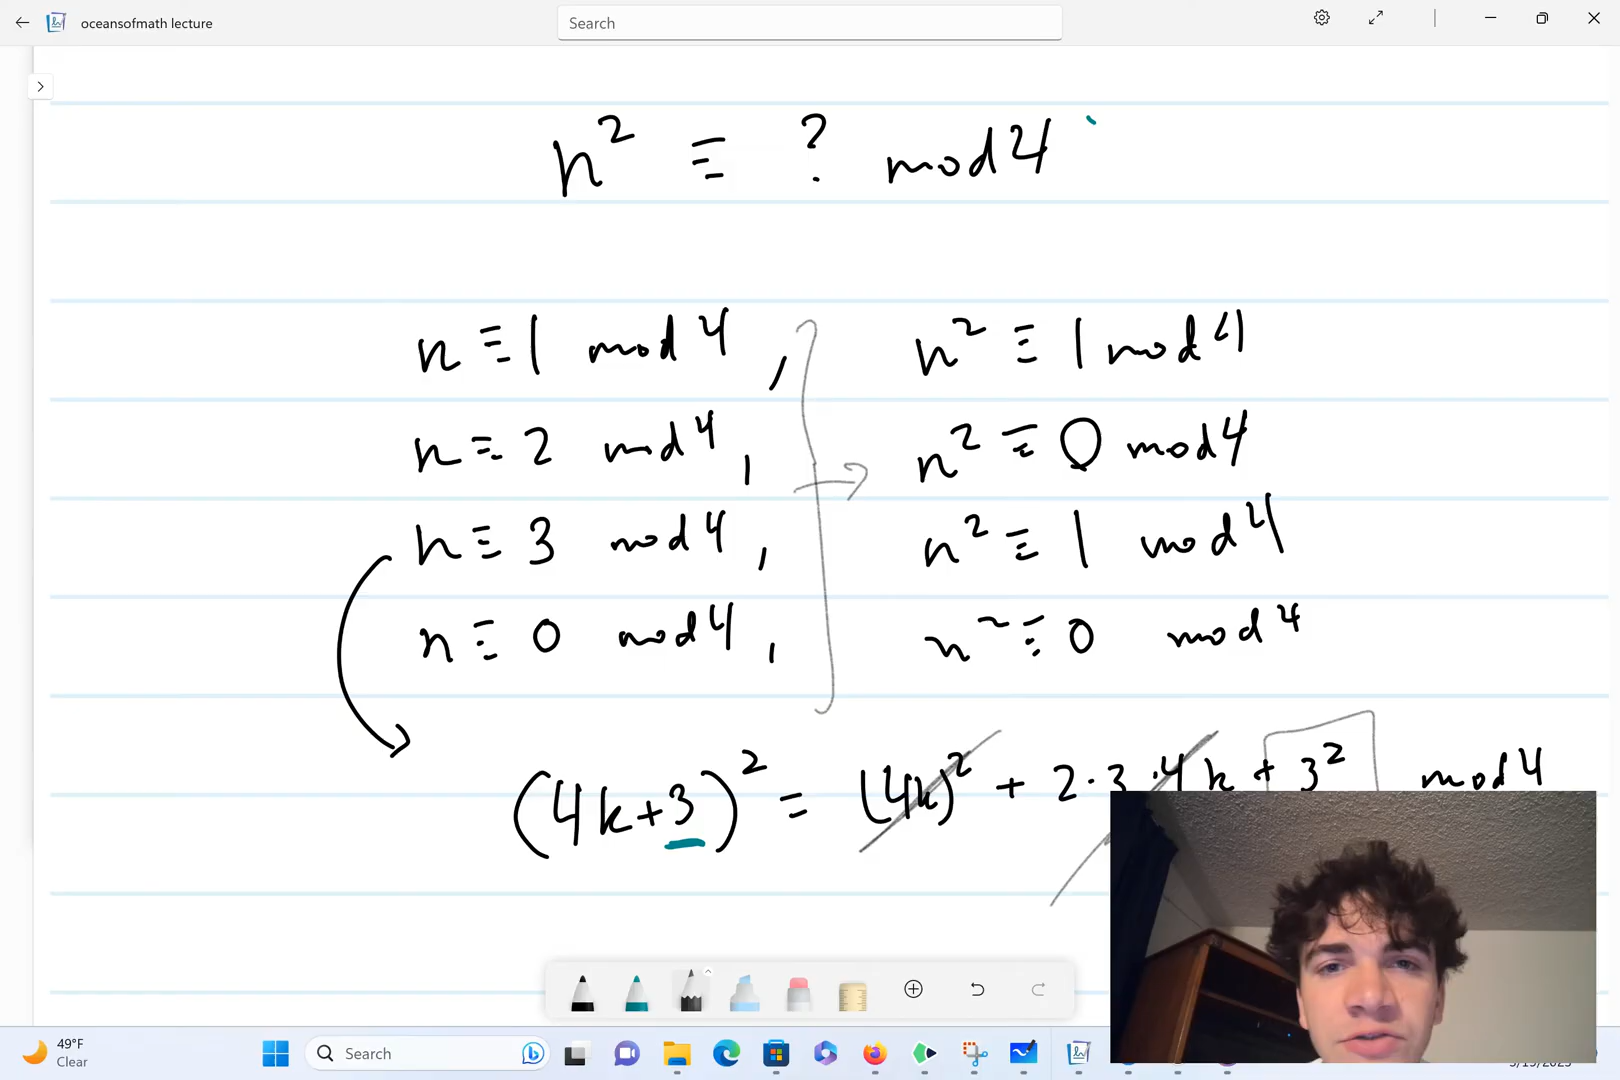 oceansofmath lecture
Search
n² ≡ ? mod 4
n ≡ 1 mod 4, n² ≡ 1 mod 4
n ≡ 2 mod 4, n² ≡ 0 mod 4
n ≡ 3 mod 4, n² ≡ 1 mod 4
n ≡ 0 mod 4, n² ≡ 0 mod 4
(4k+3)² = (4k)² + 2·3·4k + 3² mod 4
49°F
Clear
Search